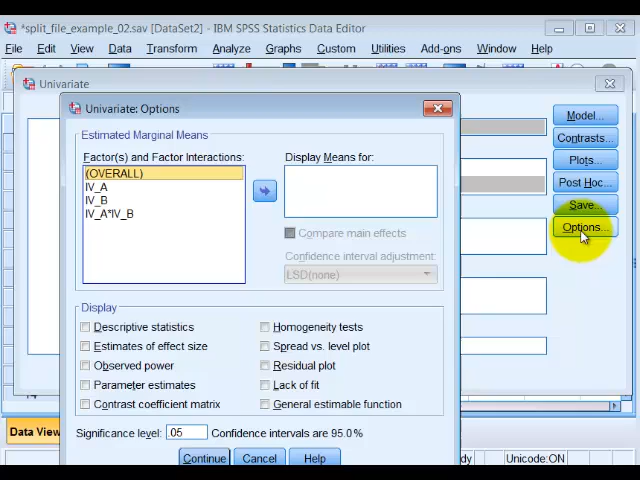 *split_file_example_02.sav [DataSet2] - IBM SPSS Statistics Data Editor
File Edit View Data Transform Analyze Graphs Custom Utilities Add-ons Window Help
Univariate
Univariate: Options
Estimated Marginal Means
Factor(s) and Factor Interactions:
(OVERALL)
IV_A
IV_B
IV_A*IV_B
Display Means for:
Compare main effects
Confidence interval adjustment:
LSD(none)
Display
Descriptive statistics
Homogeneity tests
Estimates of effect size
Spread vs. level plot
Observed power
Residual plot
Parameter estimates
Lack of fit
Contrast coefficient matrix
General estimable function
Significance level: .05 Confidence intervals are 95.0%
Continue Cancel Help
Model...
Contrasts...
Plots...
Post Hoc...
Save...
Options...
14
Data View
Unicode:ON